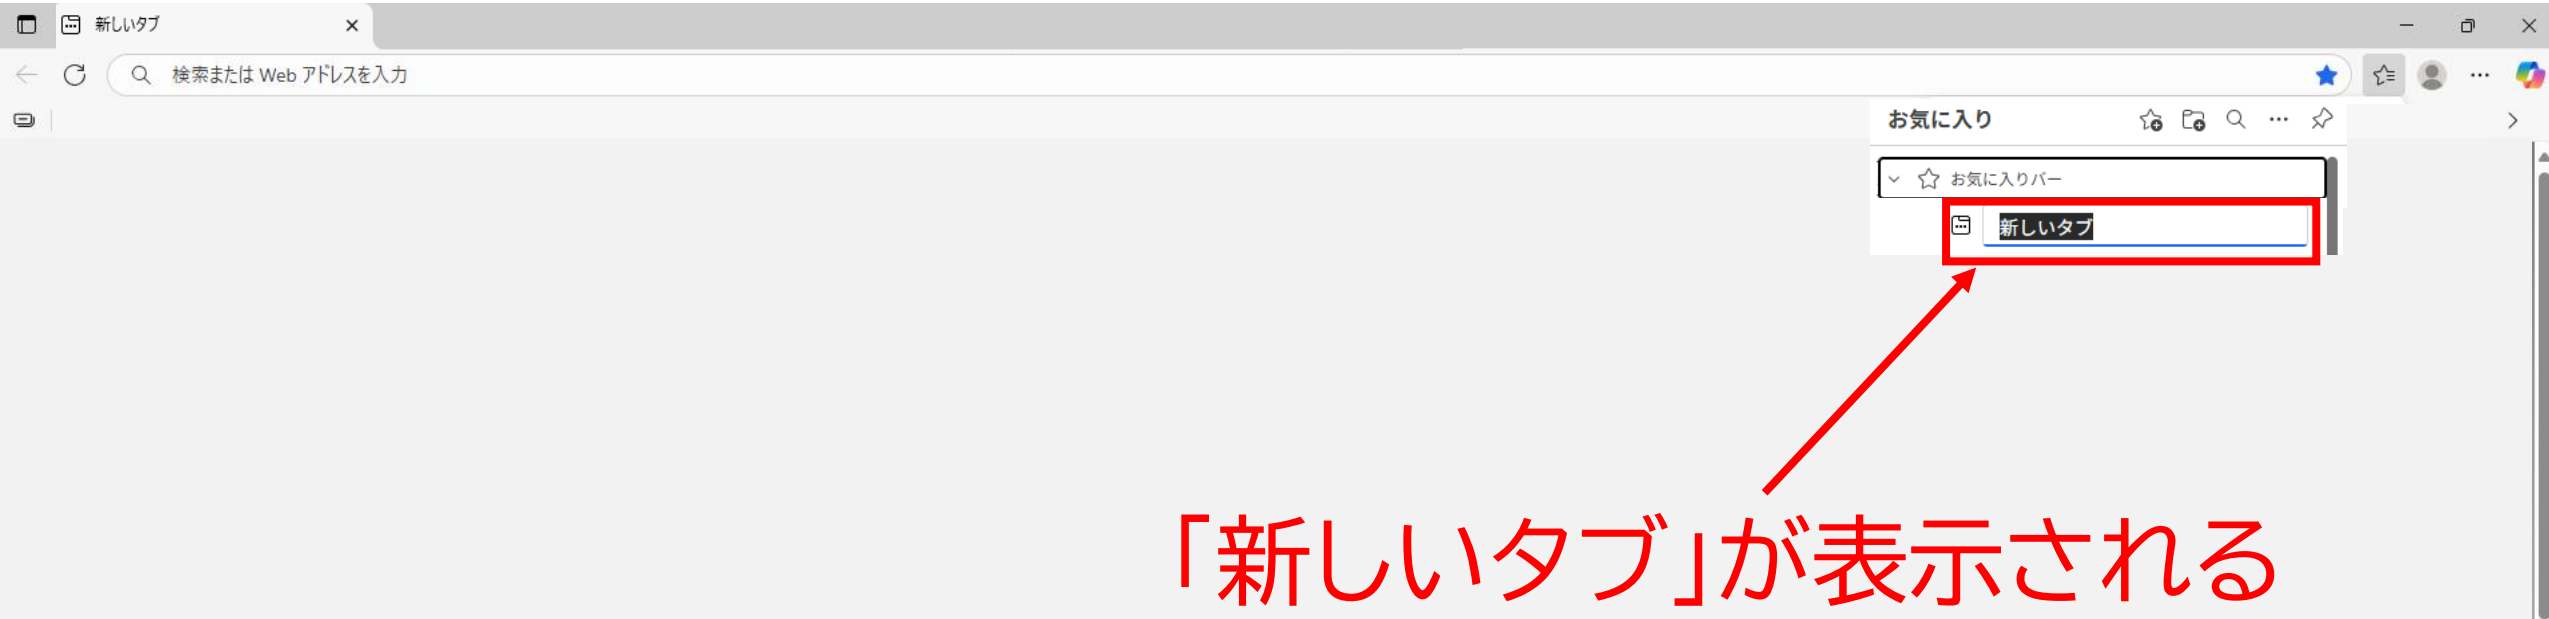 新しいタブ
検索または Web アドレスを入力
お気に入り
お気に入りバー
新しいタブ
「新しいタブ」が表示される